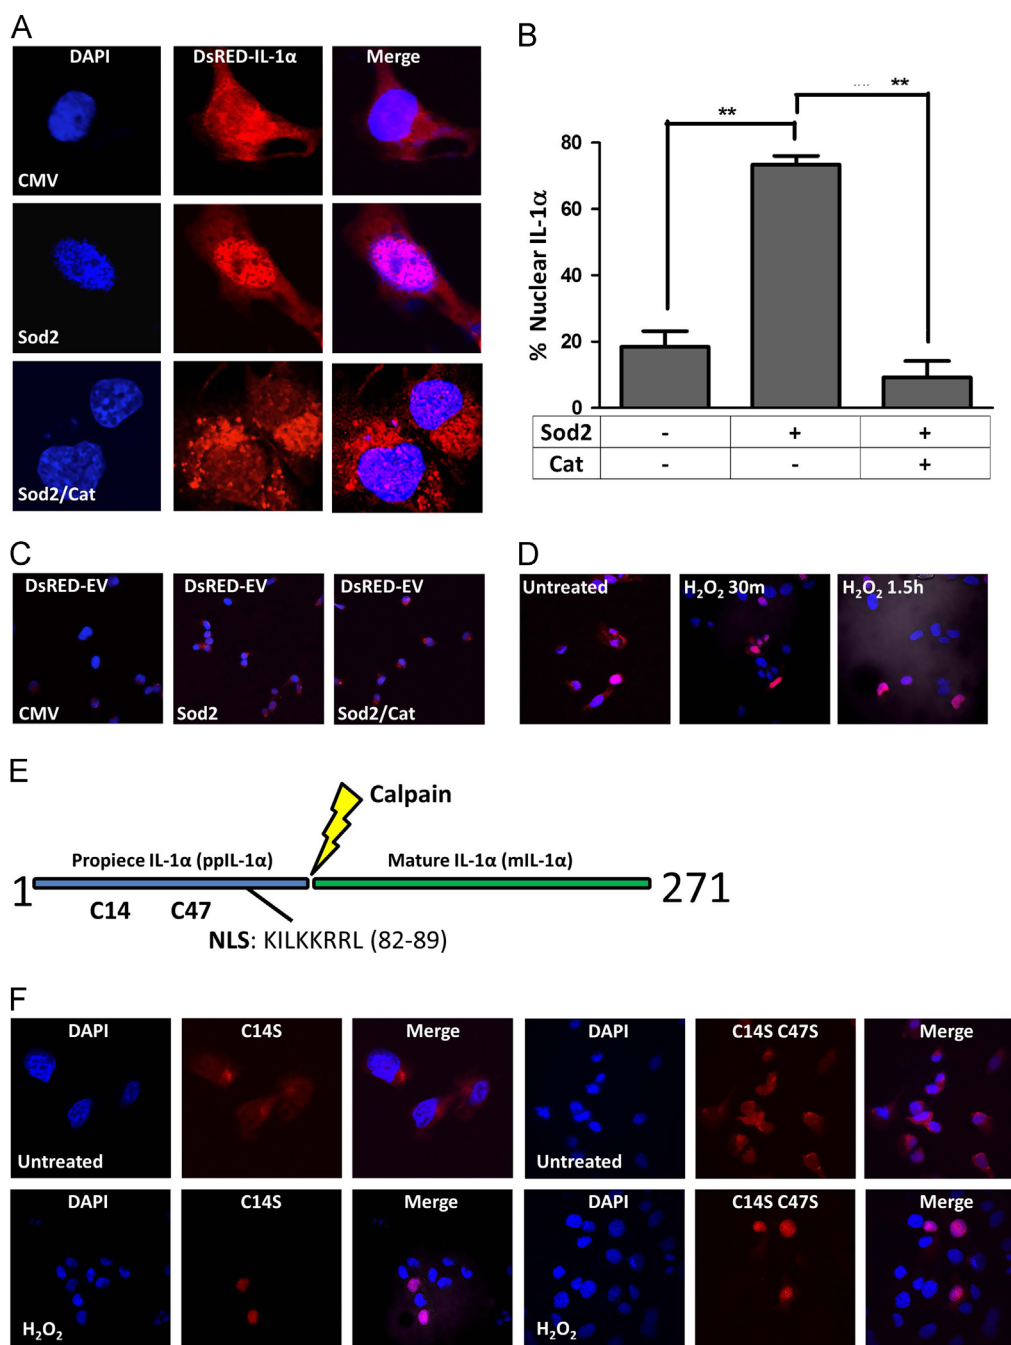 A
DAPI
DsRED-IL-1α
Merge
CMV
Sod2
Sod2/Cat
B
**
**
% Nuclear IL-1α
80
60
40
20
0
Sod2 - + +
Cat - - +
C
DsRED-EV
DsRED-EV
DsRED-EV
CMV
Sod2
Sod2/Cat
D
Untreated
H₂O₂ 30m
H₂O₂ 1.5h
E
Calpain
Propiece IL-1α (ppIL-1α)
Mature IL-1α (mIL-1α)
1
271
C14
C47
NLS: KILKKRRL (82-89)
F
DAPI
C14S
Merge
DAPI
C14S C47S
Merge
Untreated
Untreated
DAPI
C14S
Merge
DAPI
C14S C47S
Merge
H₂O₂
H₂O₂